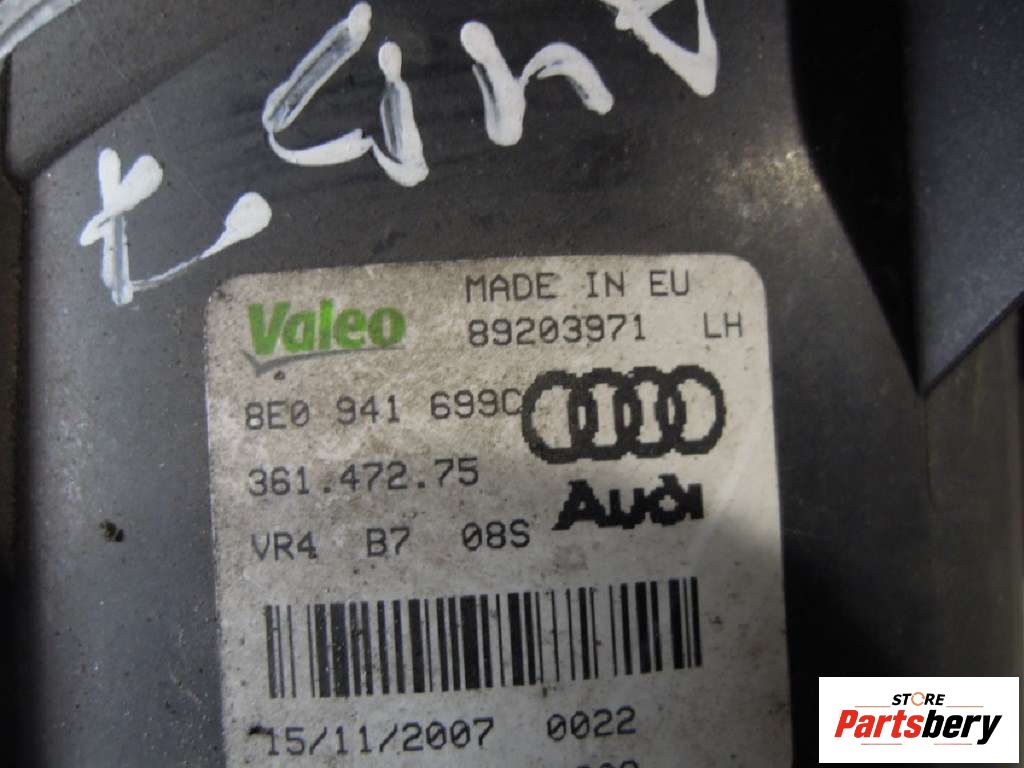 Valeo
MADE IN EU
89203971 LH
8E0 941 699C
361.472.75
Audi
VR4 B7 08S
15/11/2007 0022
STORE
Partsbery